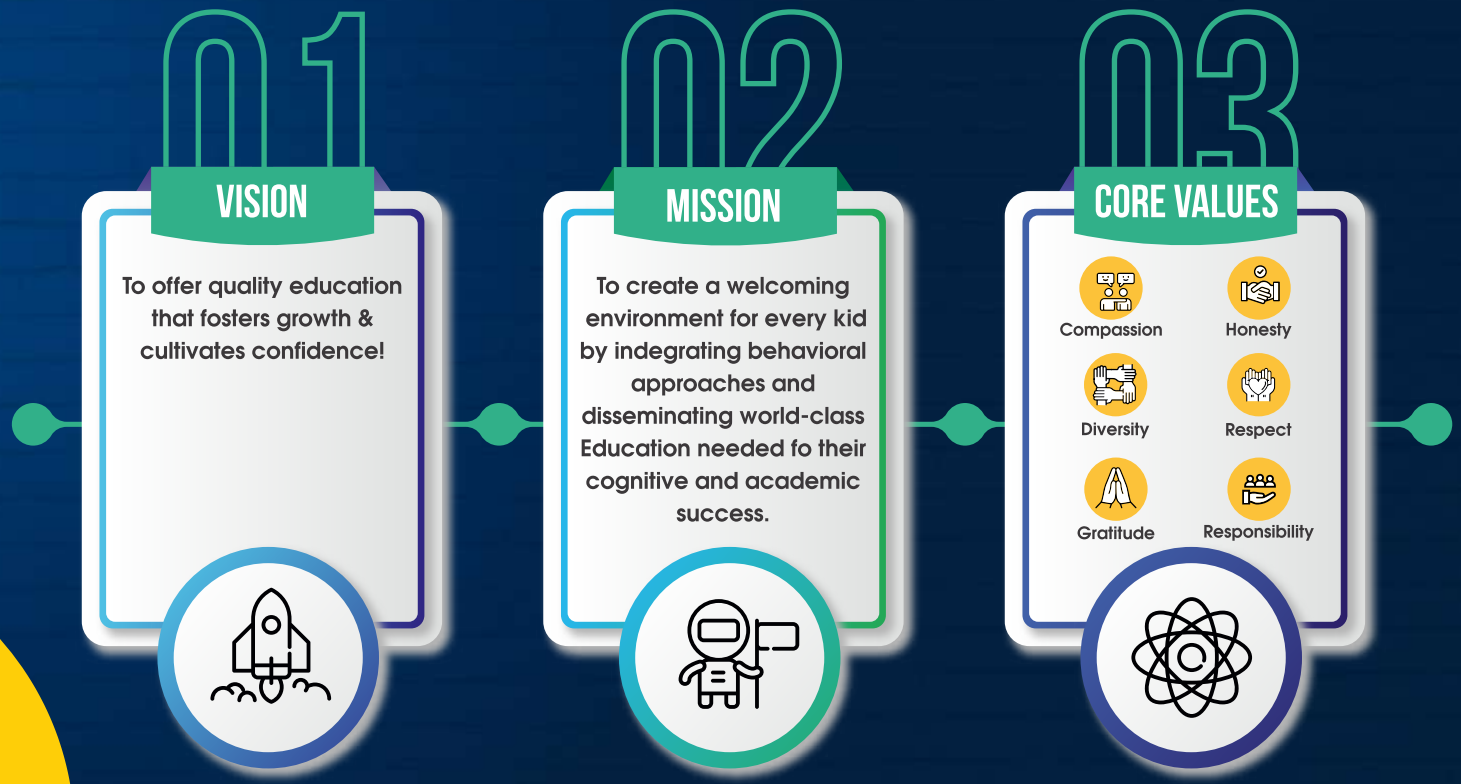 01
VISION
To offer quality education
that fosters growth &
cultivates confidence!
02
MISSION
To create a welcoming
environment for every kid
by indegrating behavioral
approaches and
disseminating world-class
Education needed fo their
cognitive and academic
success.
03
CORE VALUES
Compassion
Honesty
Diversity
Respect
Gratitude
Responsibility